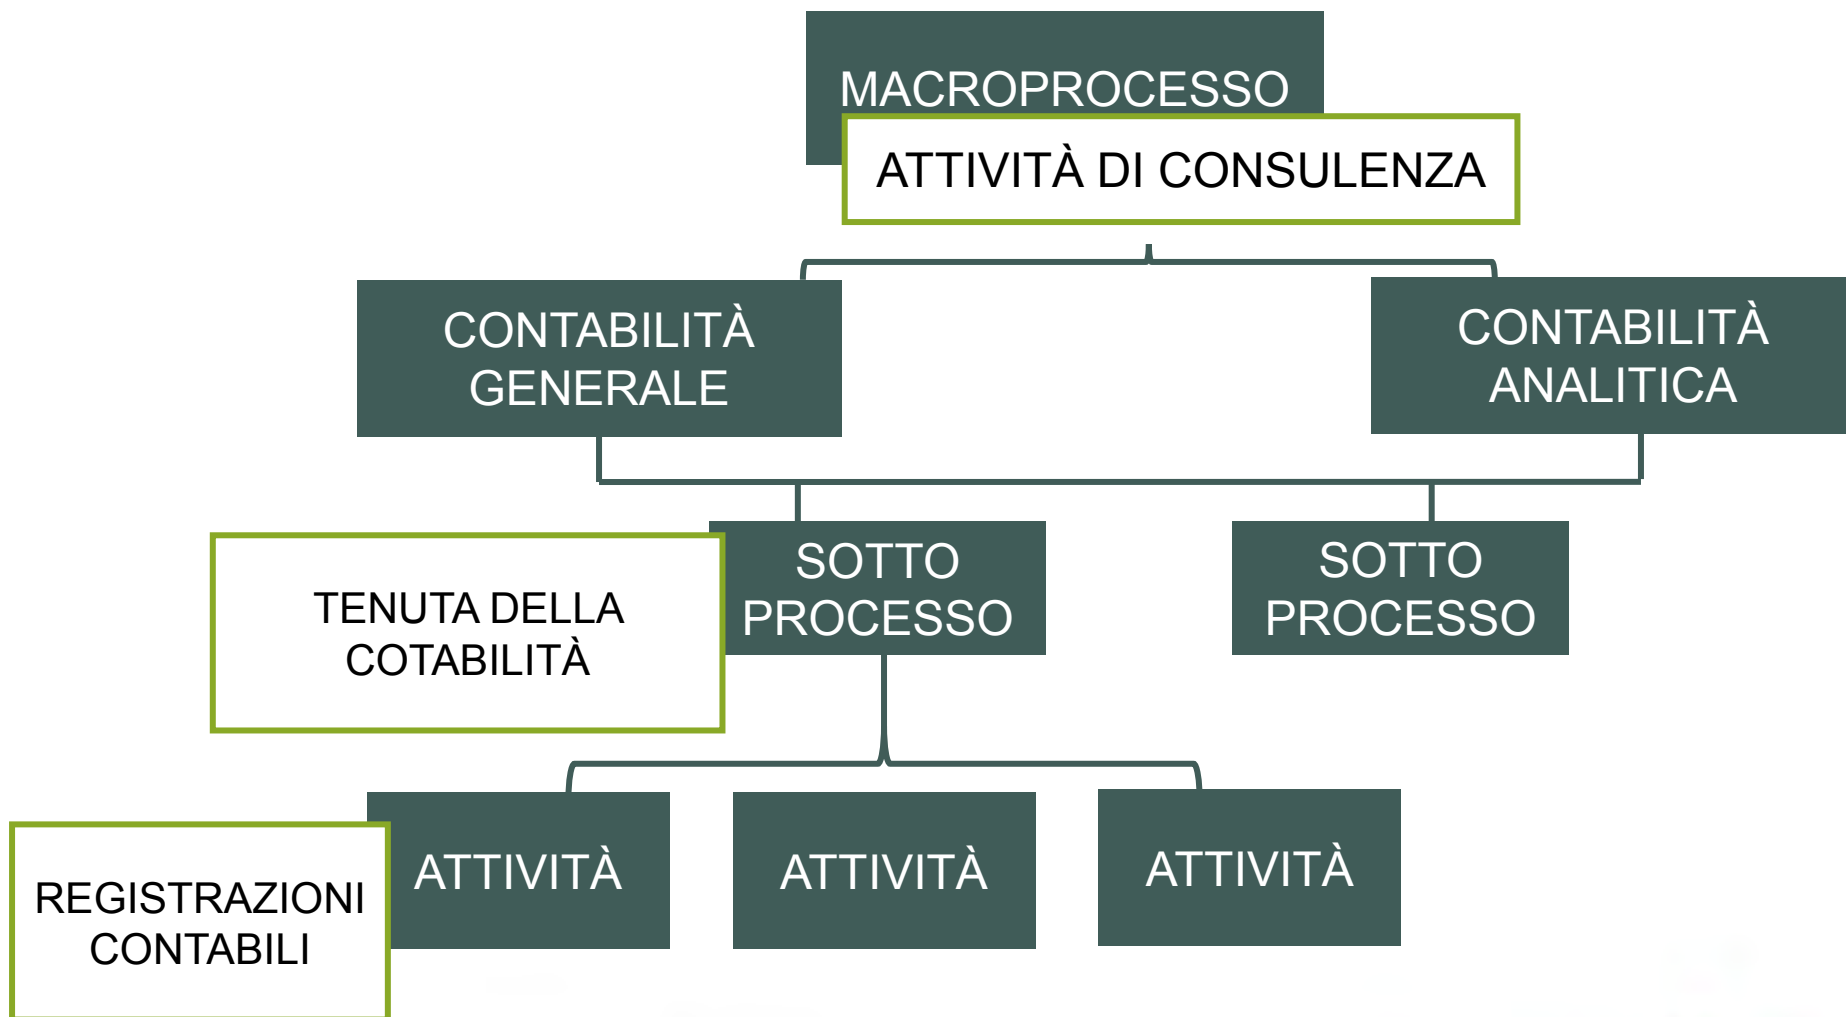 MACROPROCESSO
ATTIVITÀ DI CONSULENZA
CONTABILITÀ
GENERALE
CONTABILITÀ
ANALITICA
TENUTA DELLA
COTABILITÀ
SOTTO
PROCESSO
SOTTO
PROCESSO
REGISTRAZIONI
CONTABILI
ATTIVITÀ
ATTIVITÀ
ATTIVITÀ